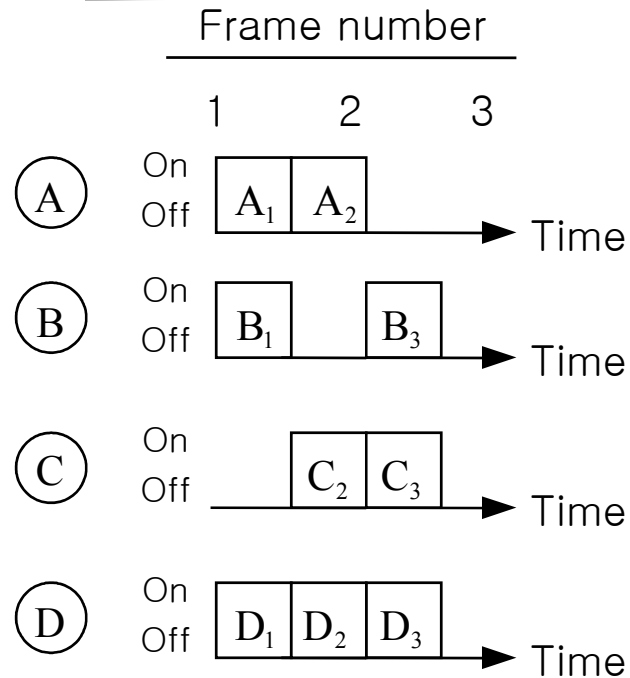 Frame number
1 2 3
A On A₁ A₂
Off Time
B On B₁ B₃
Off Time
C On C₂ C₃
Off Time
D On D₁ D₂ D₃
Off Time